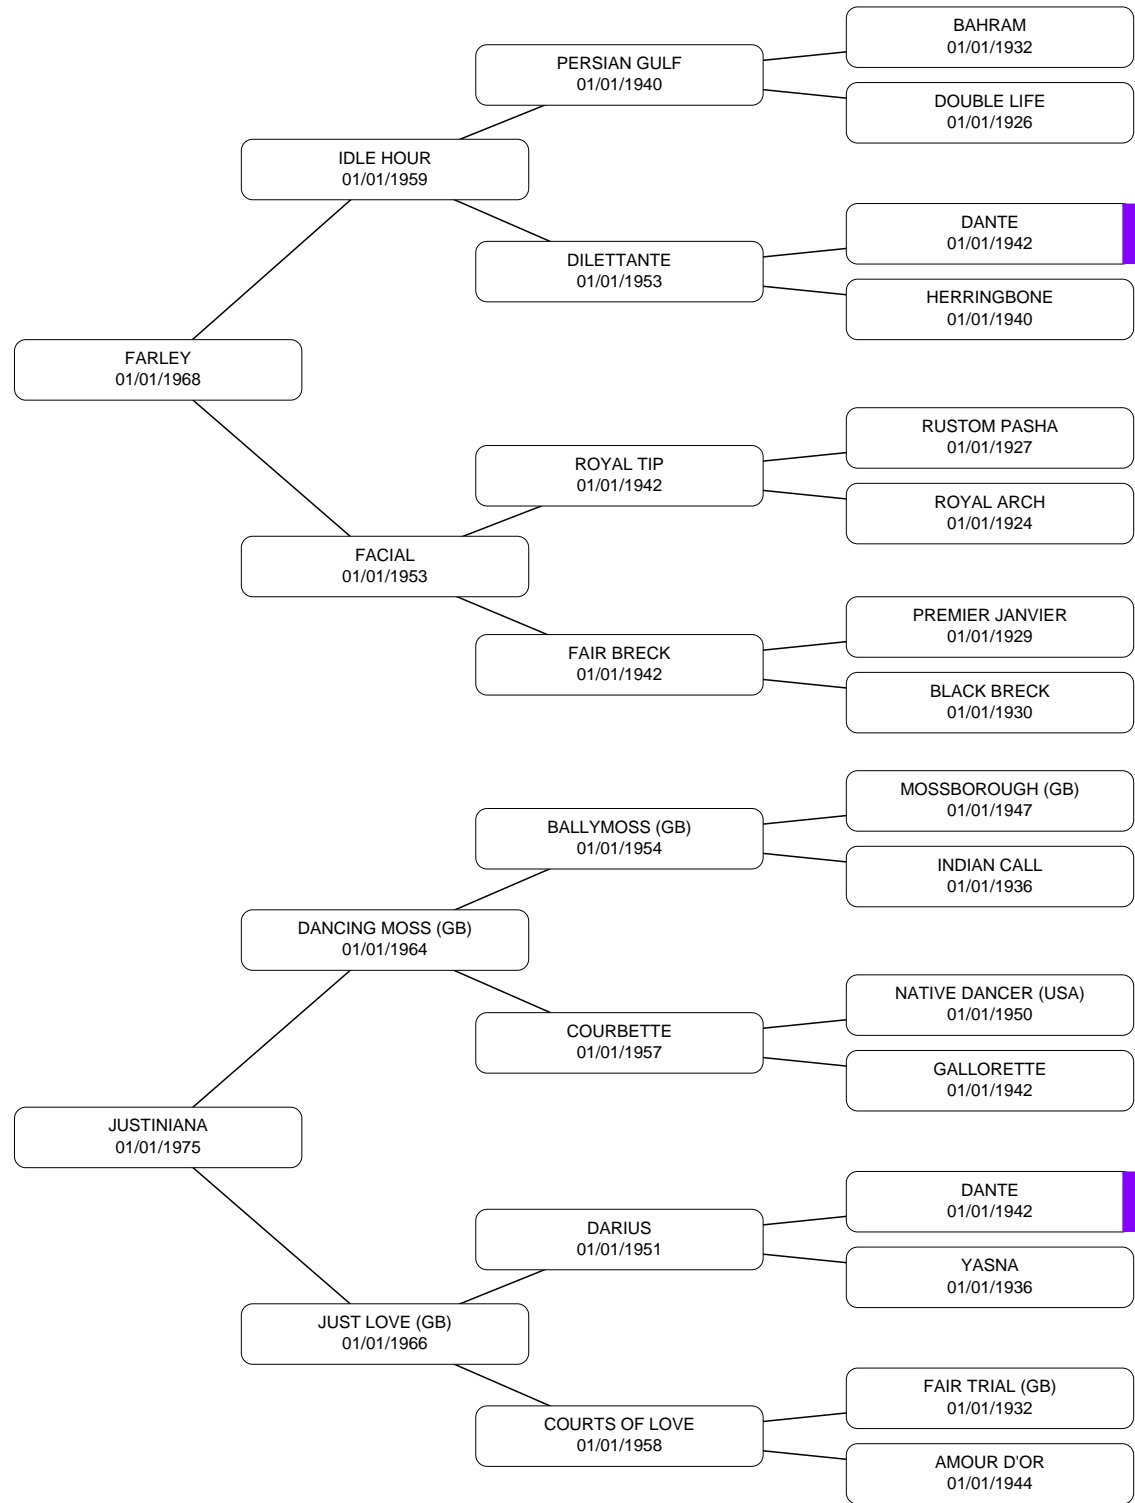 BAHRAM
01/01/1932
PERSIAN GULF
01/01/1940
DOUBLE LIFE
01/01/1926
IDLE HOUR
01/01/1959
DANTE
01/01/1942
DILETTANTE
01/01/1953
HERRINGBONE
01/01/1940
FARLEY
01/01/1968
RUSTOM PASHA
01/01/1927
ROYAL TIP
01/01/1942
ROYAL ARCH
01/01/1924
FACIAL
01/01/1953
PREMIER JANVIER
01/01/1929
FAIR BRECK
01/01/1942
BLACK BRECK
01/01/1930
MOSSBOROUGH (GB)
01/01/1947
BALLYMOSS (GB)
01/01/1954
INDIAN CALL
01/01/1936
DANCING MOSS (GB)
01/01/1964
NATIVE DANCER (USA)
01/01/1950
COURBETTE
01/01/1957
GALLORETTE
01/01/1942
JUSTINIANA
01/01/1975
DANTE
01/01/1942
DARIUS
01/01/1951
YASNA
01/01/1936
JUST LOVE (GB)
01/01/1966
FAIR TRIAL (GB)
01/01/1932
COURTS OF LOVE
01/01/1958
AMOUR D'OR
01/01/1944